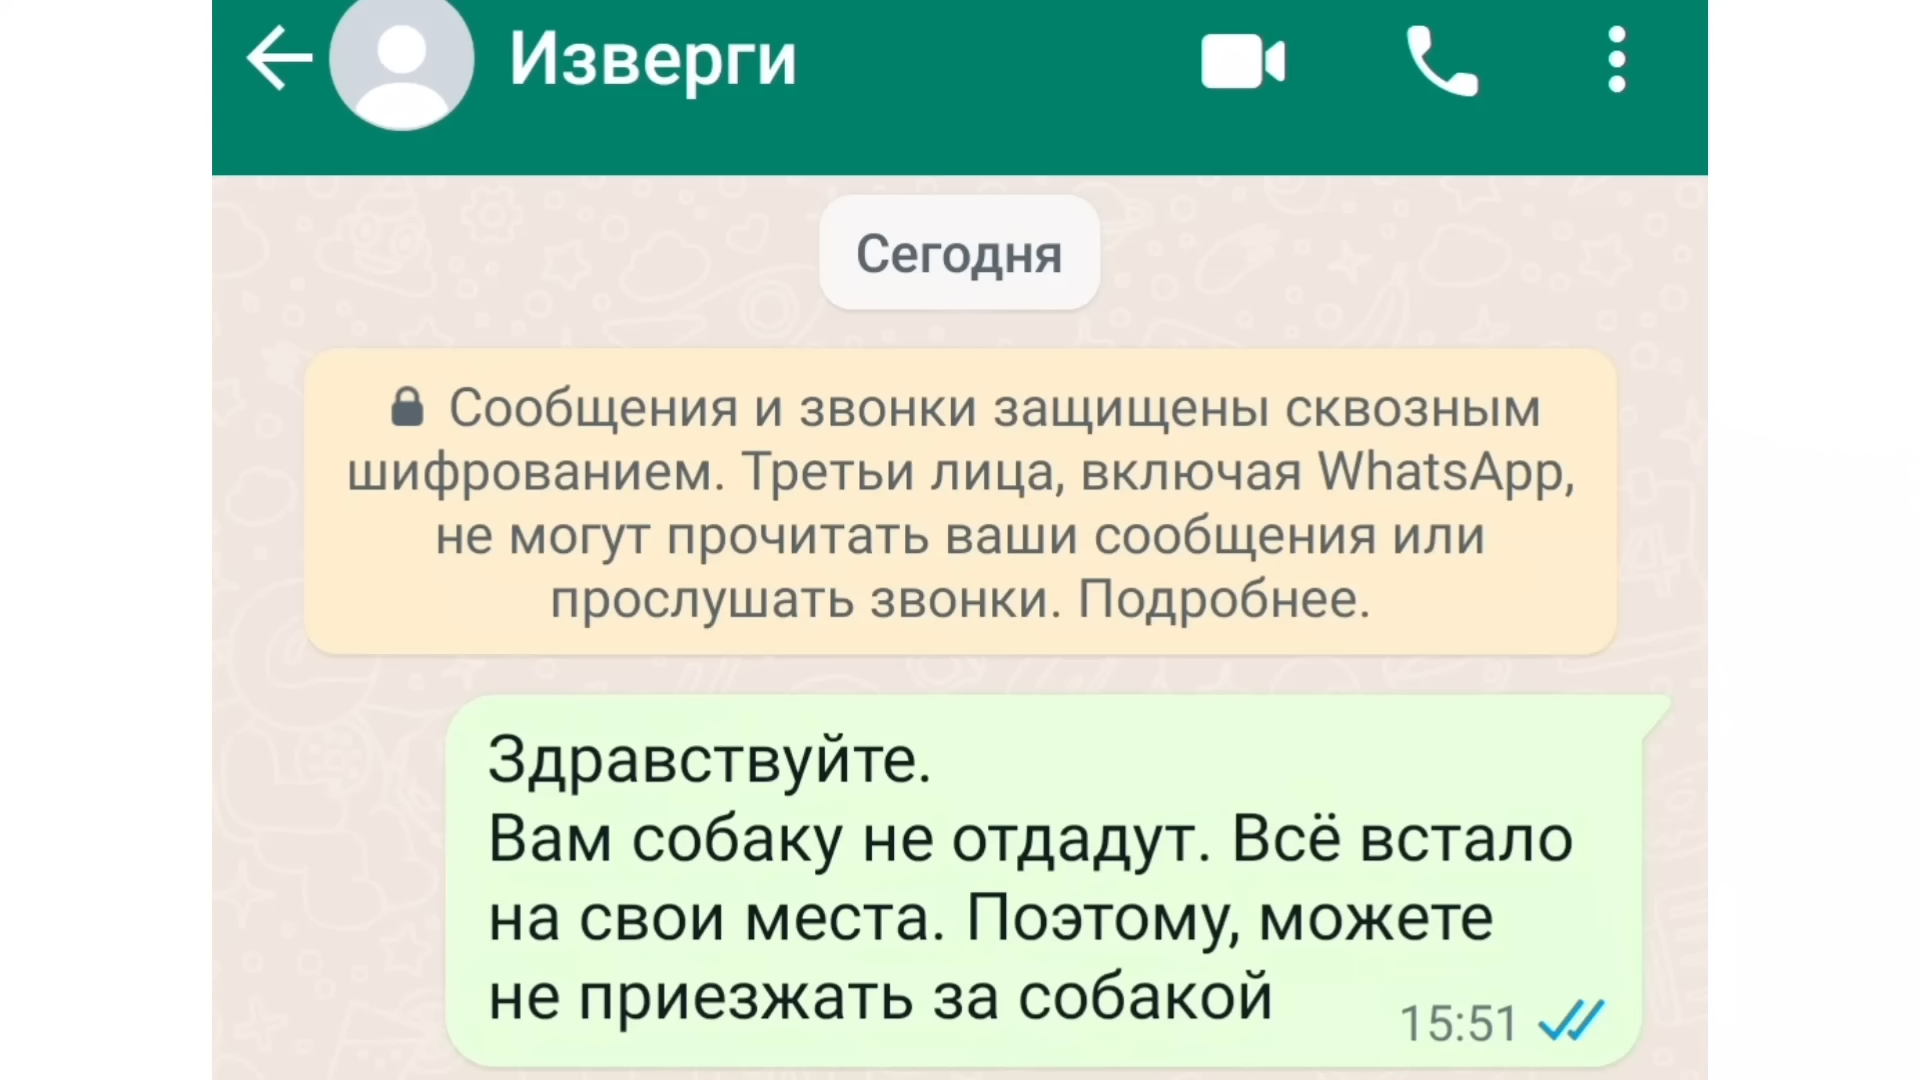 Изверги
Сегодня
Сообщения и звонки защищены сквозным
шифрованием. Третьи лица, включая WhatsApp,
не могут прочитать ваши сообщения или
прослушать звонки. Подробнее.
Здравствуйте.
Вам собаку не отдадут. Всё встало
на свои места. Поэтому, можете
не приезжать за собакой
15:51